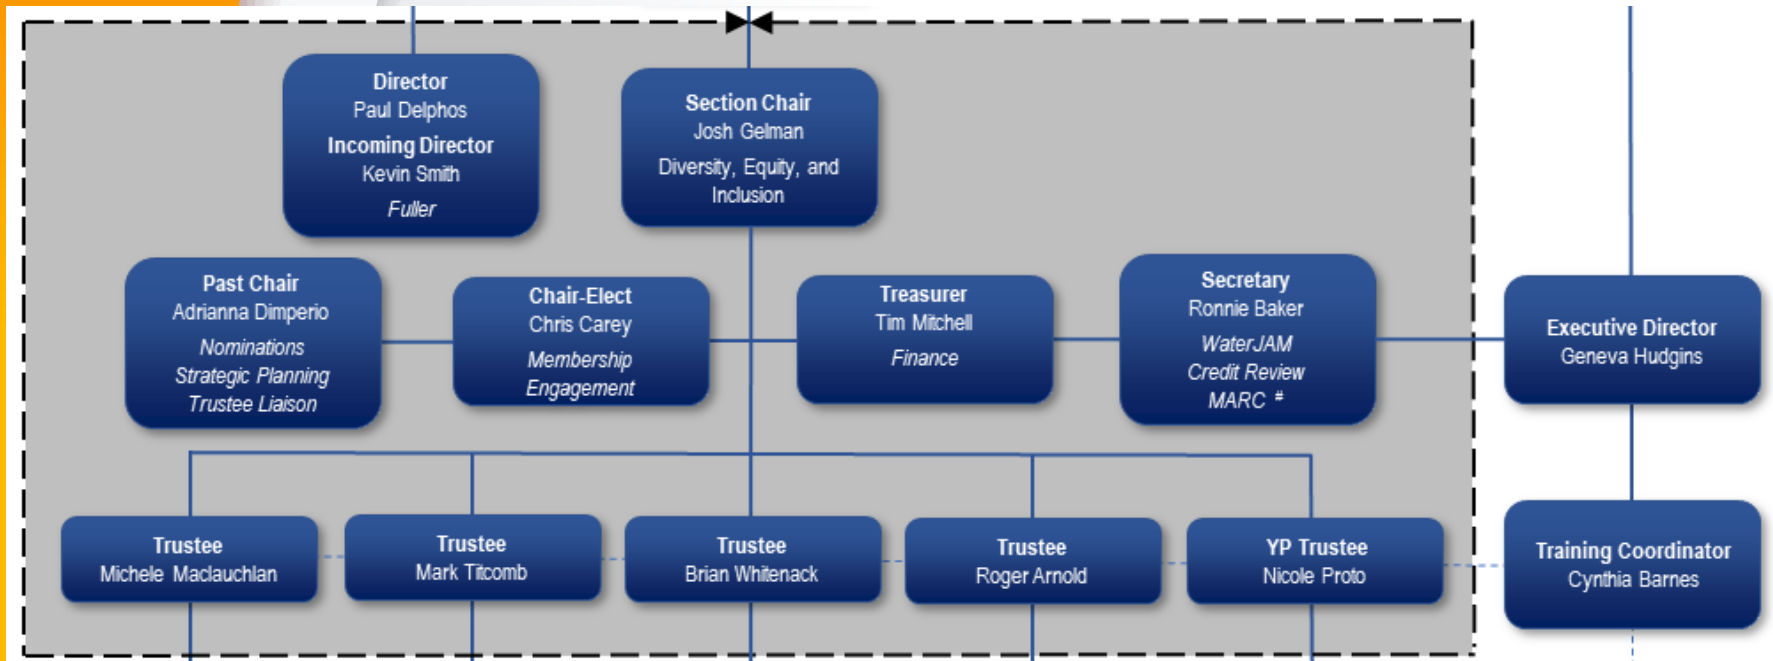 Director
Paul Delphos
Incoming Director
Kevin Smith
Fuller
Section Chair
Josh Gelman
Diversity, Equity, and
Inclusion
Past Chair
Adrianna Dimperio
Nominations
Strategic Planning
Trustee Liaison
Chair-Elect
Chris Carey
Membership
Engagement
Treasurer
Tim Mitchell
Finance
Secretary
Ronnie Baker
WaterJAM
Credit Review
MARC #
Executive Director
Geneva Hudgins
Trustee
Michele Maclauchlan
Trustee
Mark Titcomb
Trustee
Brian Whitenack
Trustee
Roger Arnold
YP Trustee
Nicole Proto
Training Coordinator
Cynthia Barnes